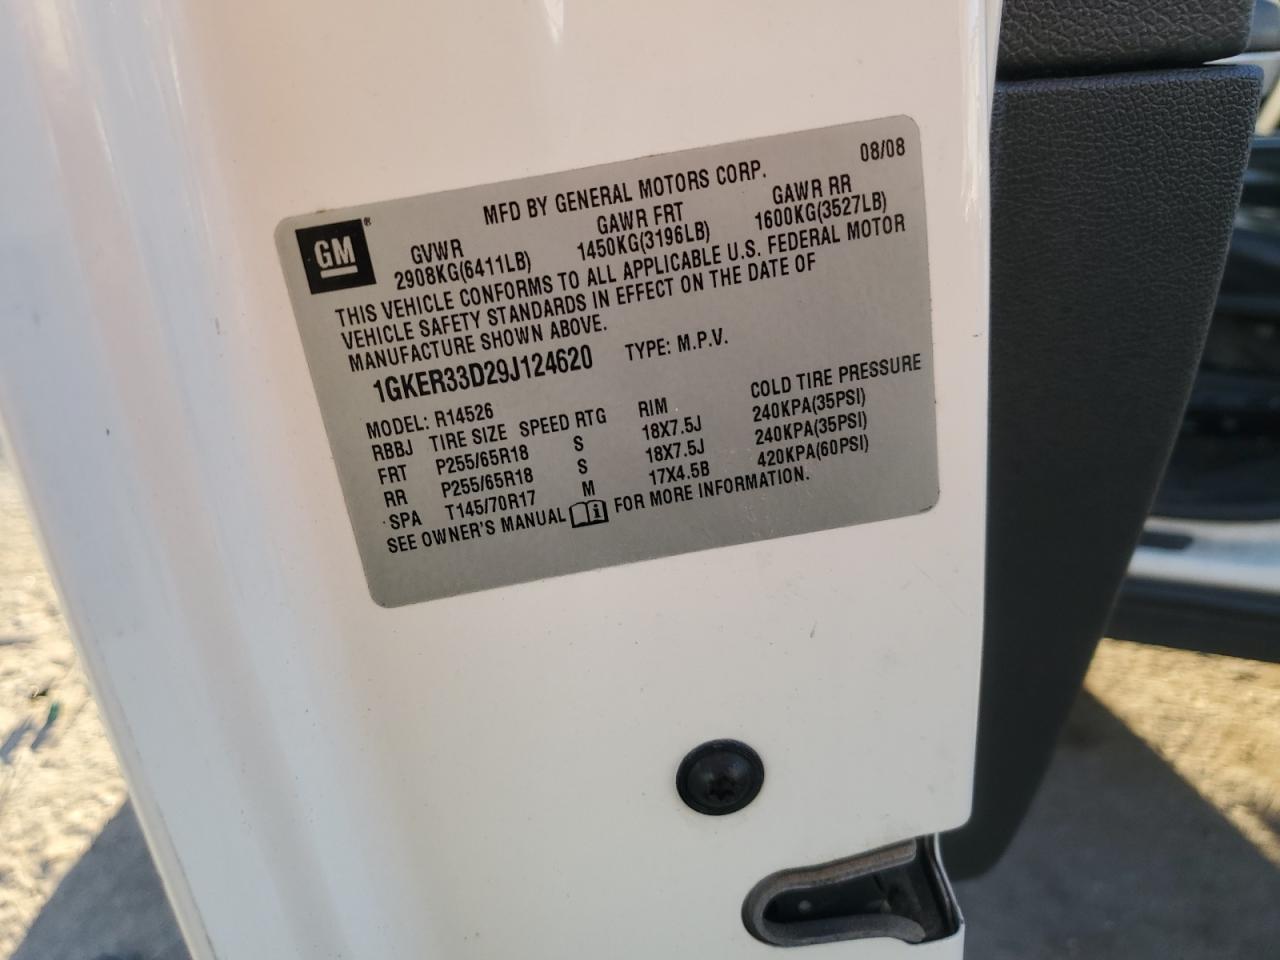 08/08
MFD BY GENERAL MOTORS CORP.
GM®
GVWR GAWR FRT GAWR RR
2908KG(6411LB) 1450KG(3196LB) 1600KG(3527LB)
THIS VEHICLE CONFORMS TO ALL APPLICABLE U.S. FEDERAL MOTOR
VEHICLE SAFETY STANDARDS IN EFFECT ON THE DATE OF
MANUFACTURE SHOWN ABOVE.
1GKER33D29J124620 TYPE: M.P.V.
MODEL: R14526
RBBJ TIRE SIZE SPEED RTG RIM COLD TIRE PRESSURE
FRT P255/65R18 S 18X7.5J 240KPA(35PSI)
RR P255/65R18 S 18X7.5J 240KPA(35PSI)
SPA T145/70R17 M 17X4.5B 420KPA(60PSI)
SEE OWNER'S MANUAL i FOR MORE INFORMATION.